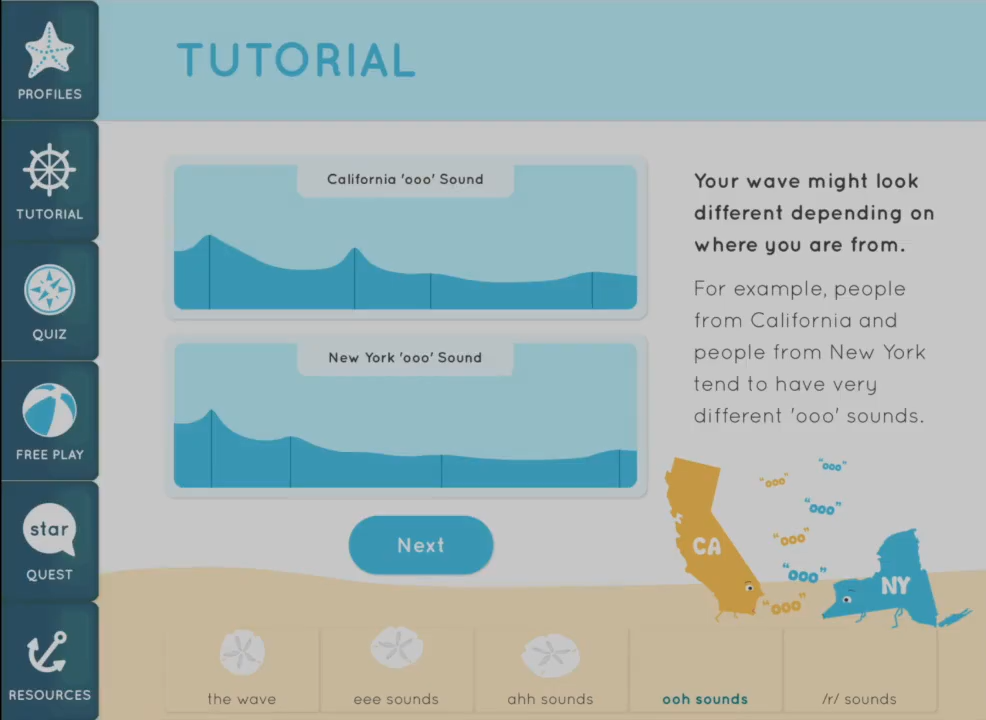 PROFILES
TUTORIAL
QUIZ
FREE PLAY
star
QUEST
RESOURCES
TUTORIAL
California 'ooo' Sound
New York 'ooo' Sound
Next
Your wave might look
different depending on
where you are from.
For example, people
from California and
people from New York
tend to have very
different 'ooo' sounds.
"ooo"
"ooo"
"ooo"
"ooo"
"ooo"
"ooo"
CA
NY
the wave
eee sounds
ahh sounds
ooh sounds
/r/ sounds